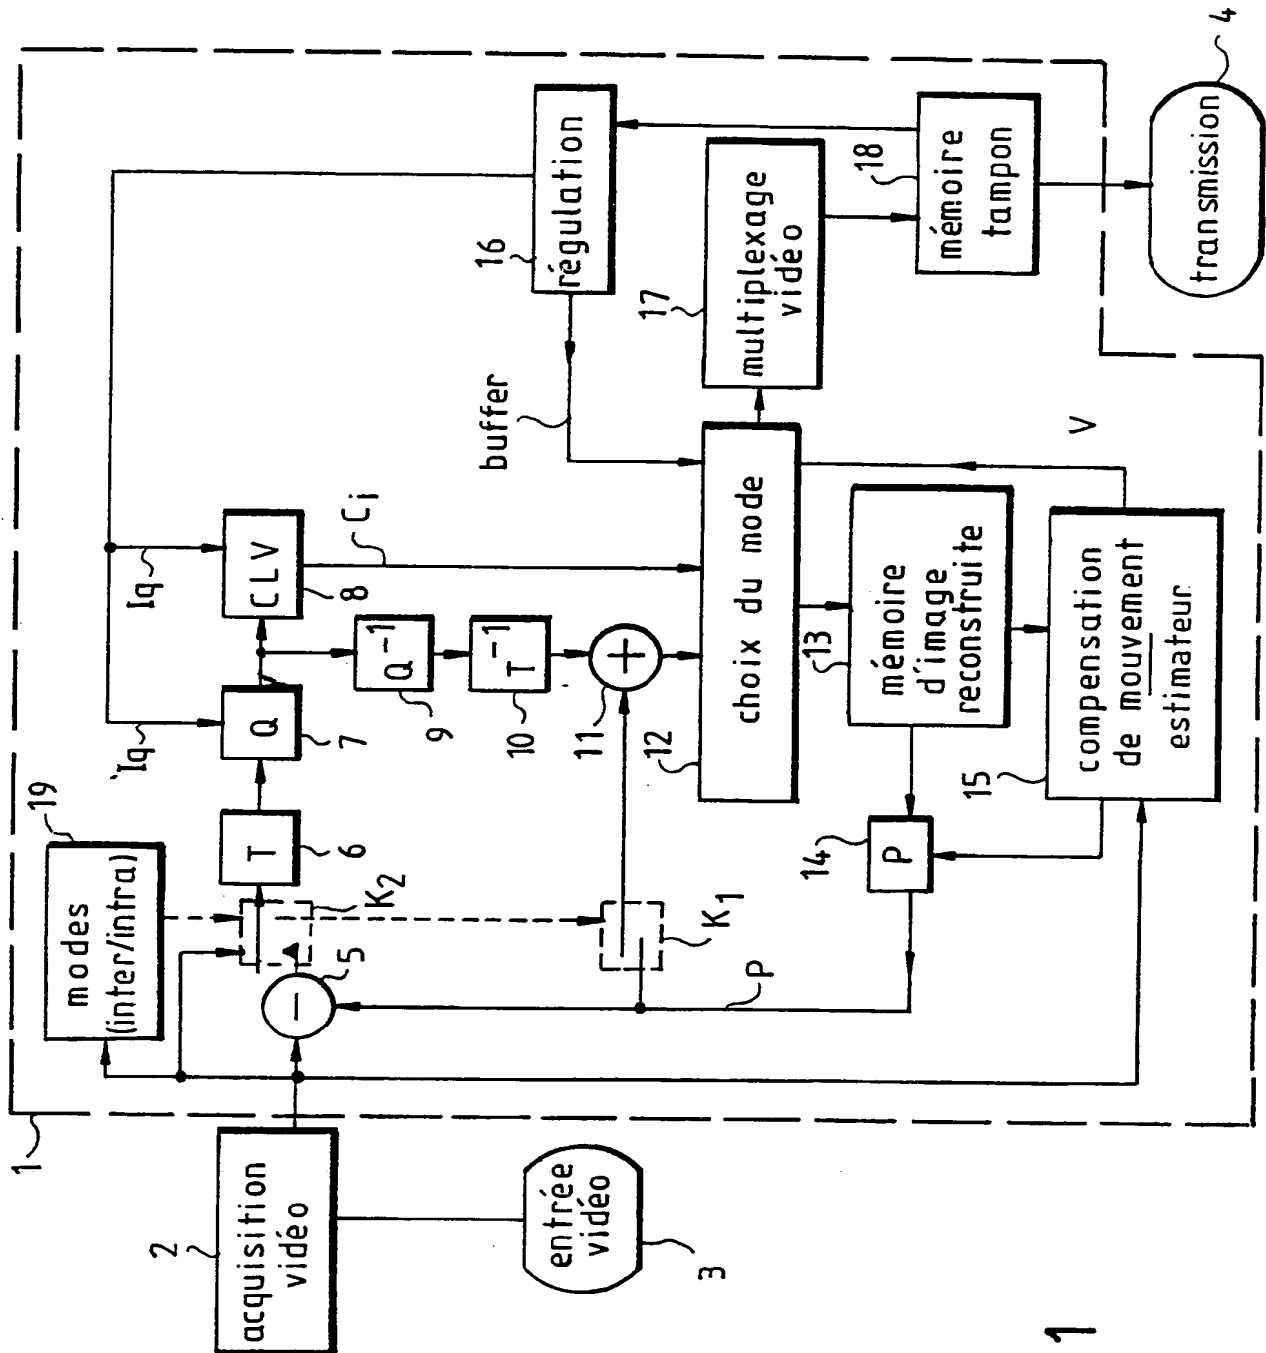 1
2
acquisition
vidéo
entrée
vidéo
3
modes
(inter/intra)
19
K2
5
T
6
Iq
Q
7
Iq
CLV
8
Ci
Q-1
9
T-1
10
+
11
-
K1
P
buffer
16
régulation
choix du mode
12
17
multiplexage
vidéo
18
mémoire
tampon
transmission
4
13
mémoire
d'image
reconstruite
14
P
15
compensation
de mouvement
estimateur
V
1